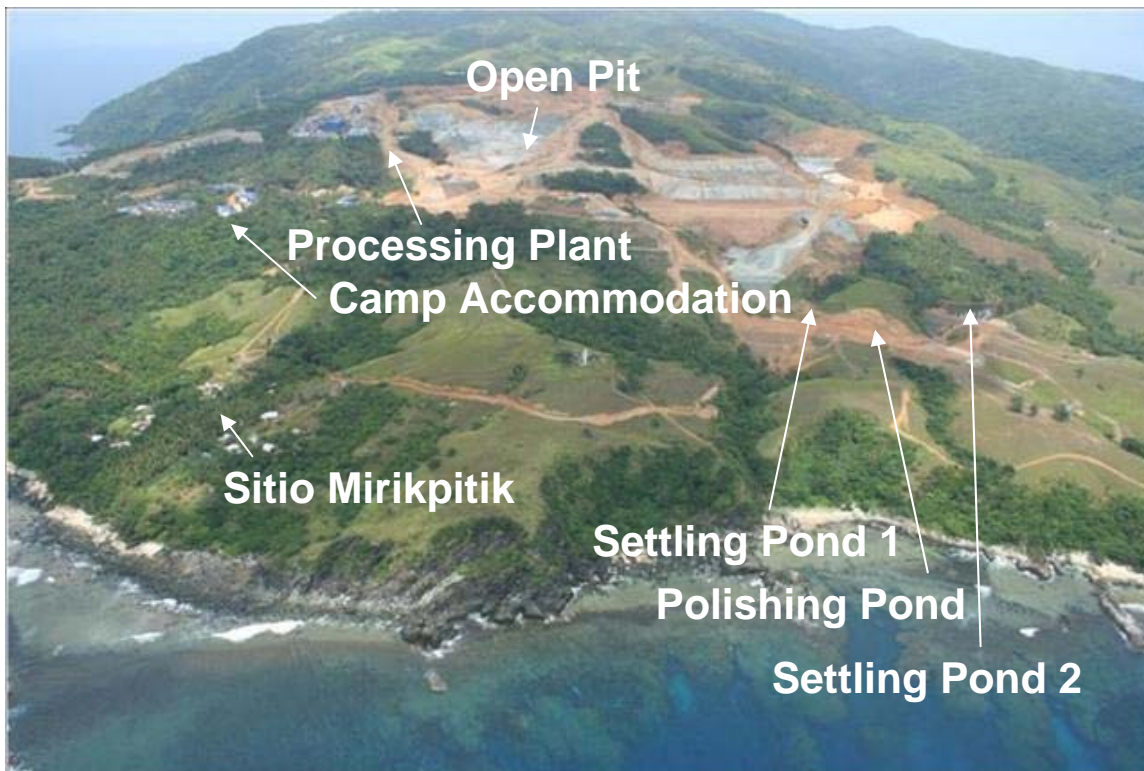 Open Pit
Processing Plant
Camp Accommodation
Sitio Mirikpitik
Settling Pond 1
Polishing Pond
Settling Pond 2